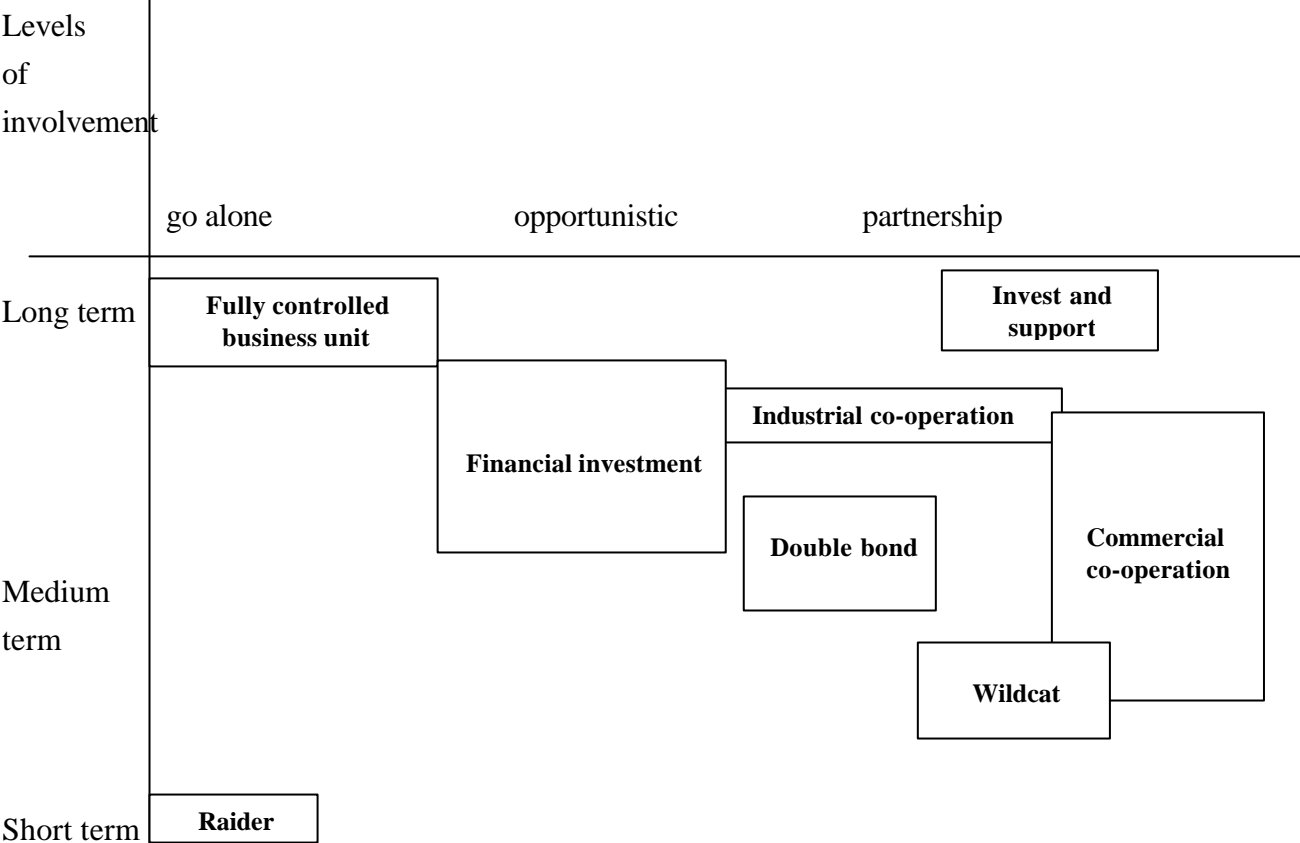 Levels
of
involvement
go alone opportunistic partnership
Long term
Fully controlled
business unit
Invest and
support
Industrial co-operation
Financial investment
Double bond
Commercial
co-operation
Medium
term
Wildcat
Short term
Raider